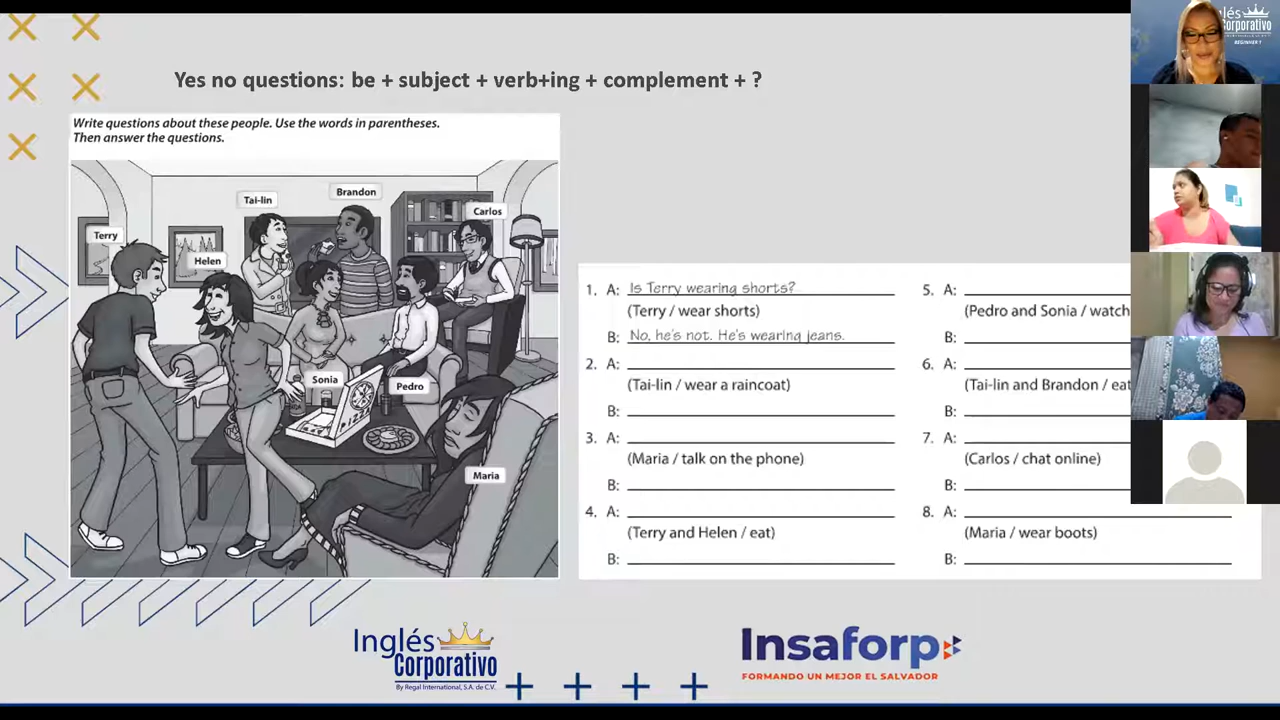 Yes no questions: be + subject + verb+ing + complement + ?
Write questions about these people. Use the words in parentheses.
Then answer the questions.
Terry
Helen
Tai-lin
Brandon
Carlos
Sonia
Pedro
Maria
1. A: Is Terry wearing shorts?
(Terry / wear shorts)
B: No, he's not. He's wearing jeans.
2. A:
(Tai-lin / wear a raincoat)
B:
3. A:
(Maria / talk on the phone)
B:
4. A:
(Terry and Helen / eat)
B:
5. A:
(Pedro and Sonia / watch
B:
6. A:
(Tai-lin and Brandon / eat
B:
7. A:
(Carlos / chat online)
B:
8. A:
(Maria / wear boots)
B:
Inglés
Corporativo
By Regal International, S.A. de C.V.
Insaforp
FORMANDO UN MEJOR EL SALVADOR
glés
Corporativo